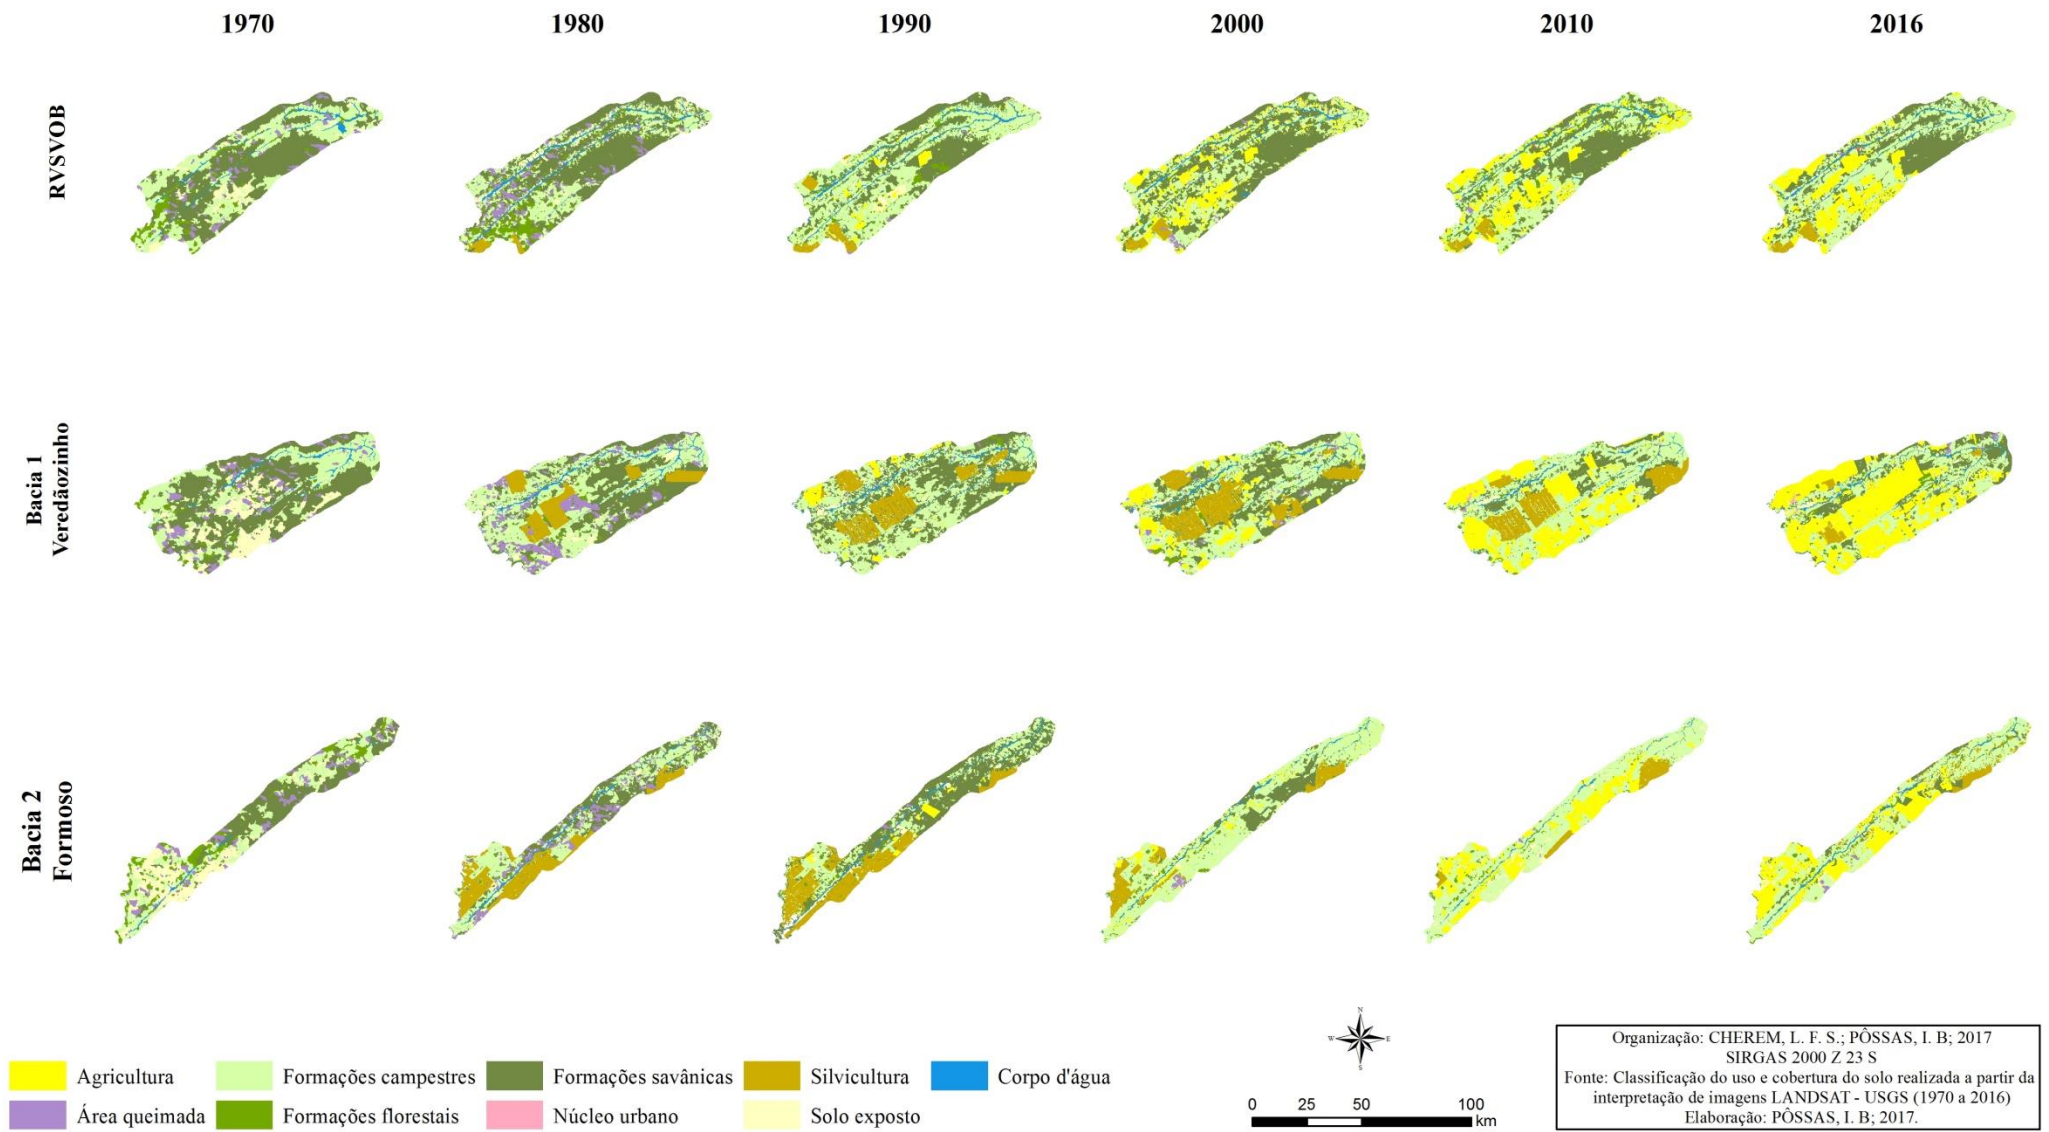 1970 1980 1990 2000 2010 2016
RVSVOB
Bacia 1
Veredãozinho
Bacia 2
Formoso
Agricultura Formações campestres Formações savânicas Silvicultura Corpo d'água
Área queimada Formações florestais Núcleo urbano Solo exposto
N
W E
S
0 25 50 100
km
Organização: CHEREM, L. F. S.; PÔSSAS, I. B; 2017
SIRGAS 2000 Z 23 S
Fonte: Classificação do uso e cobertura do solo realizada a partir da
interpretação de imagens LANDSAT - USGS (1970 a 2016)
Elaboração: PÔSSAS, I. B; 2017.